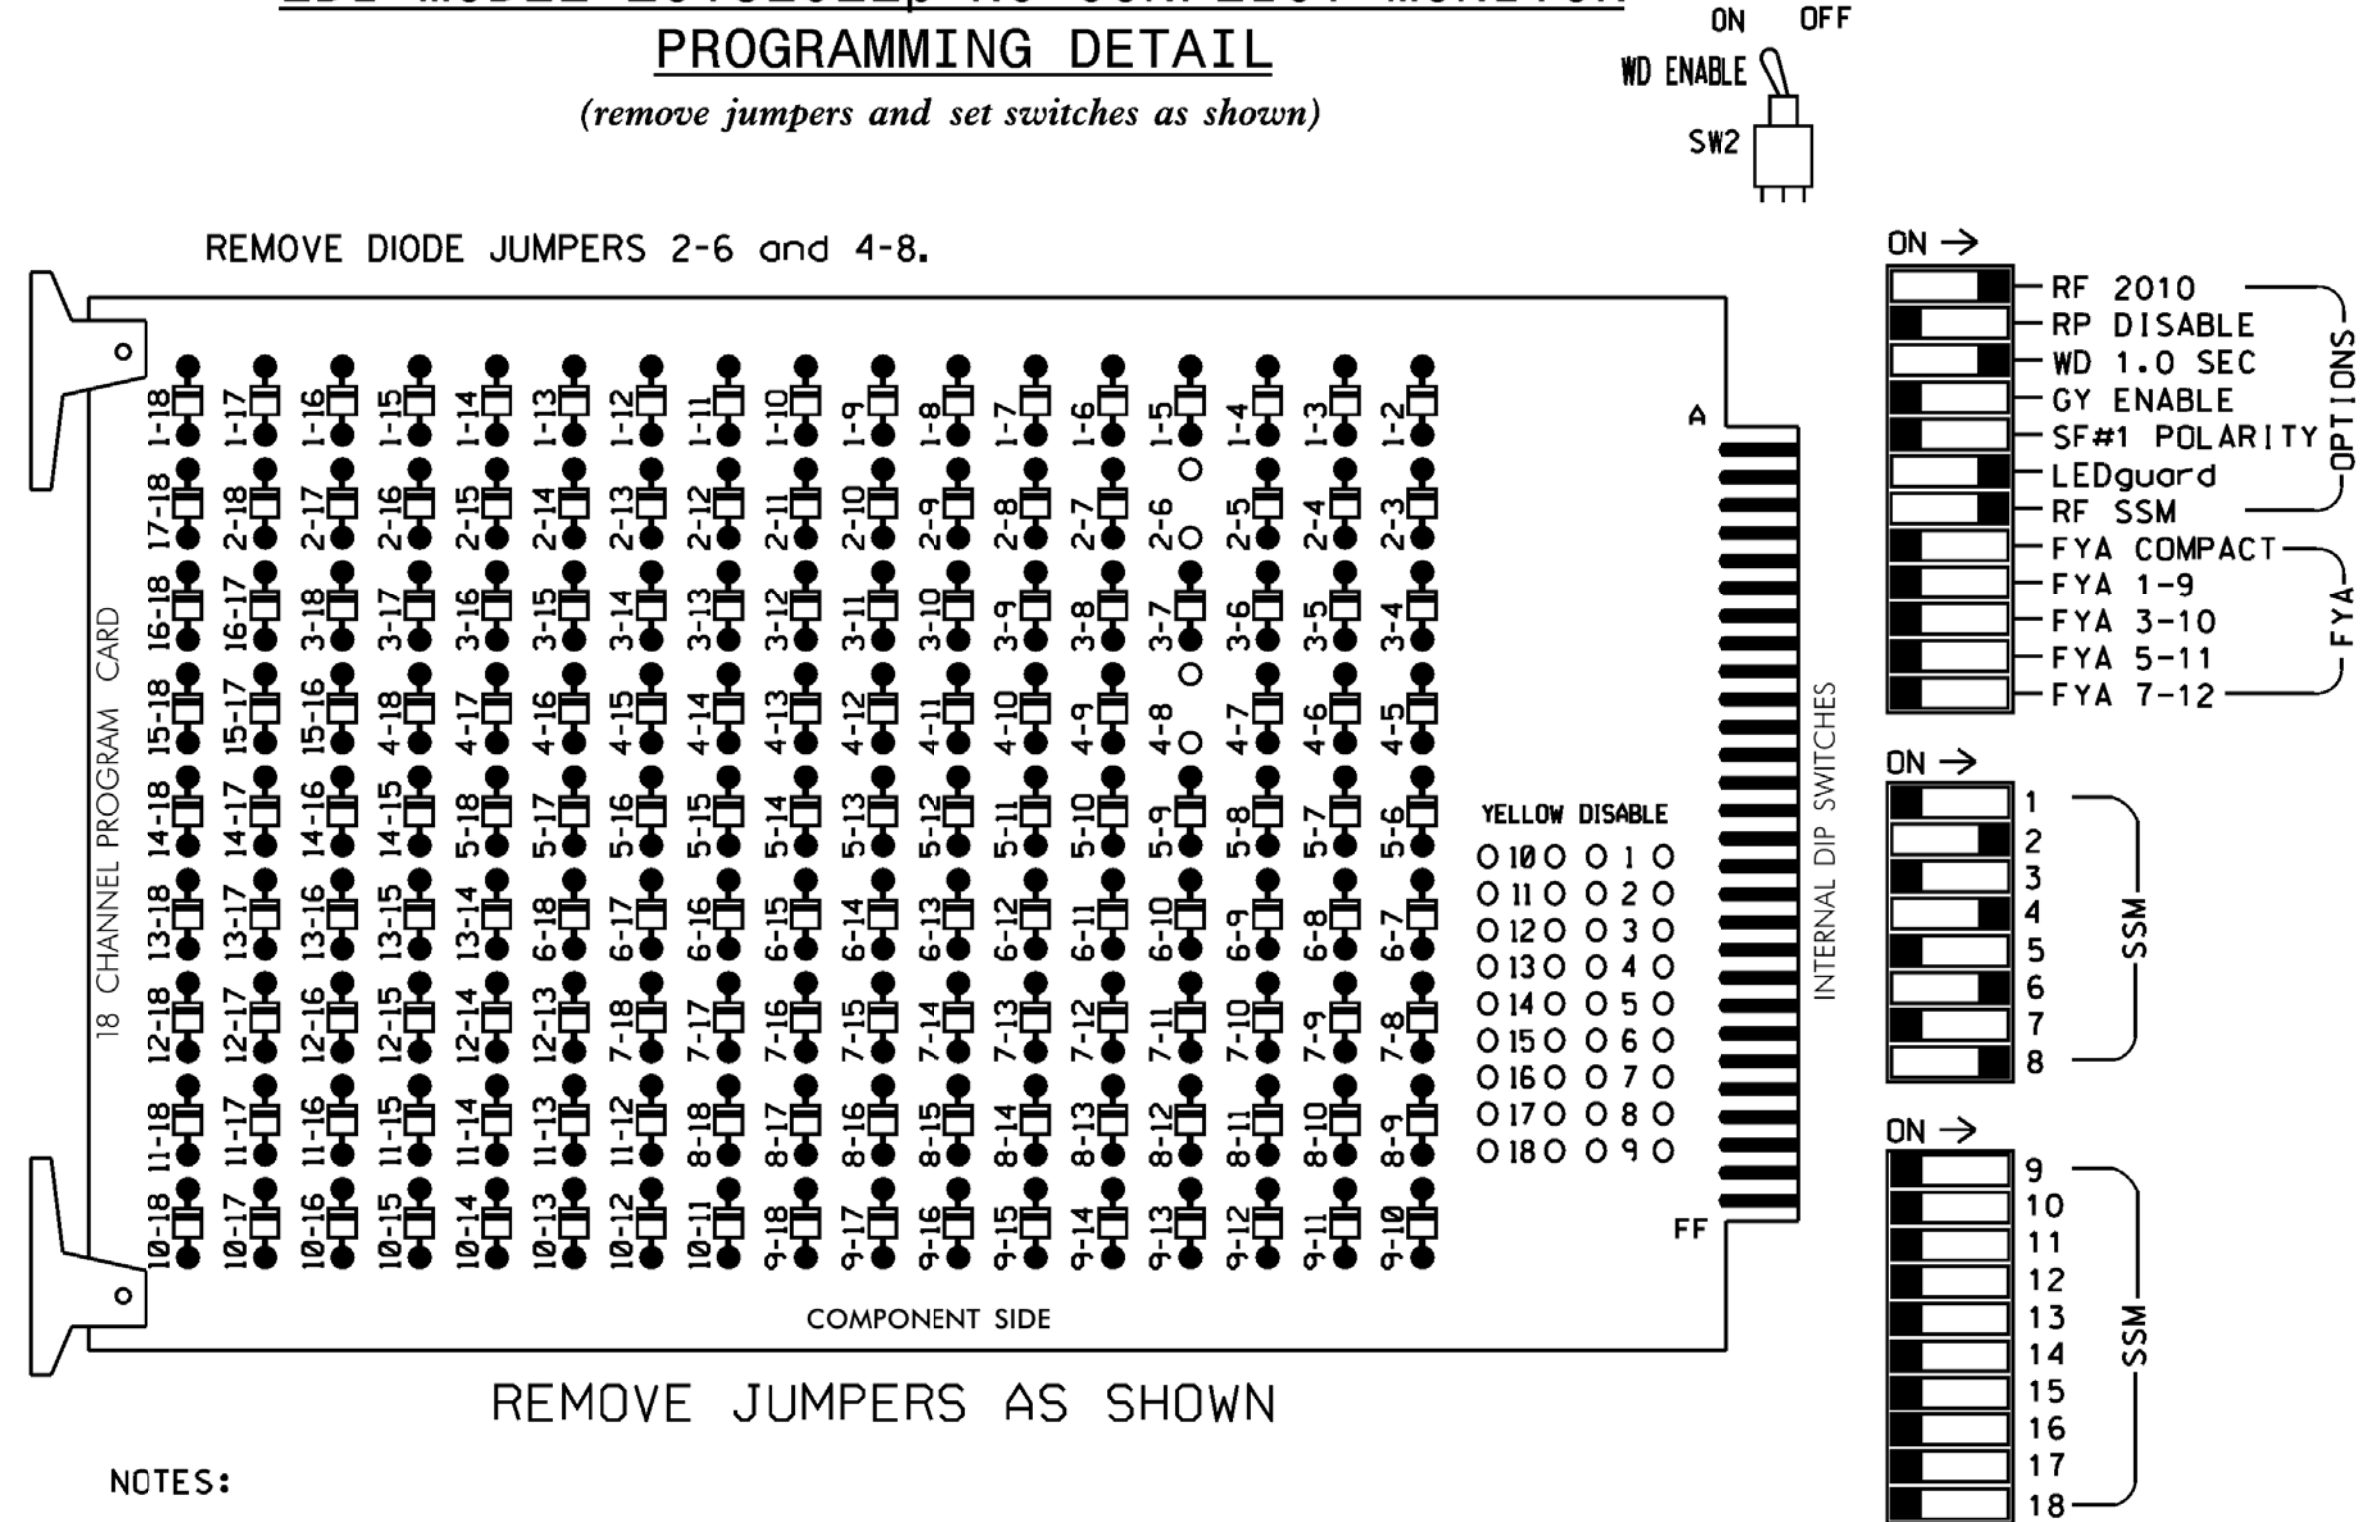 PROGRAMMING DETAIL
(remove jumpers and set switches as shown)
ON OFF
WD ENABLE
SW2
REMOVE DIODE JUMPERS 2-6 and 4-8.
18 CHANNEL PROGRAM CARD
1-18 1-17 1-16 1-15 1-14 1-13 1-12 1-11 1-10 1-9 1-8 1-7 1-6 1-5 1-4 1-3 1-2
17-18 2-18 2-17 2-16 2-15 2-14 2-13 2-12 2-11 2-10 2-9 2-8 2-7 2-6 2-5 2-4 2-3
16-18 16-17 3-18 3-17 3-16 3-15 3-14 3-13 3-12 3-11 3-10 3-9 3-8 3-7 3-6 3-5 3-4
15-18 15-17 15-16 4-18 4-17 4-16 4-15 4-14 4-13 4-12 4-11 4-10 4-9 4-8 4-7 4-6 4-5
14-18 14-17 14-16 14-15 5-18 5-17 5-16 5-15 5-14 5-13 5-12 5-11 5-10 5-9 5-8 5-7 5-6
13-18 13-17 13-16 13-15 13-14 6-18 6-17 6-16 6-15 6-14 6-13 6-12 6-11 6-10 6-9 6-8 6-7
12-18 12-17 12-16 12-15 12-14 12-13 7-18 7-17 7-16 7-15 7-14 7-13 7-12 7-11 7-10 7-9 7-8
11-18 11-17 11-16 11-15 11-14 11-13 11-12 8-18 8-17 8-16 8-15 8-14 8-13 8-12 8-11 8-10 8-9
10-18 10-17 10-16 10-15 10-14 10-13 10-12 10-11 9-18 9-17 9-16 9-15 9-14 9-13 9-12 9-11 9-10
COMPONENT SIDE
A
FF
YELLOW DISABLE
10 1
11 2
12 3
13 4
14 5
15 6
16 7
17 8
18 9
INTERNAL DIP SWITCHES
ON →
RF 2010
RP DISABLE
WD 1.0 SEC
GY ENABLE
SF#1 POLARITY
LEDguard
RF SSM
OPTIONS
FYA COMPACT
FYA 1-9
FYA 3-10
FYA 5-11
FYA 7-12
FYA
ON →
1
2
3
4
5
6
7
8
SSM
ON →
9
10
11
12
13
14
15
16
17
18
SSM
REMOVE JUMPERS AS SHOWN
NOTES: